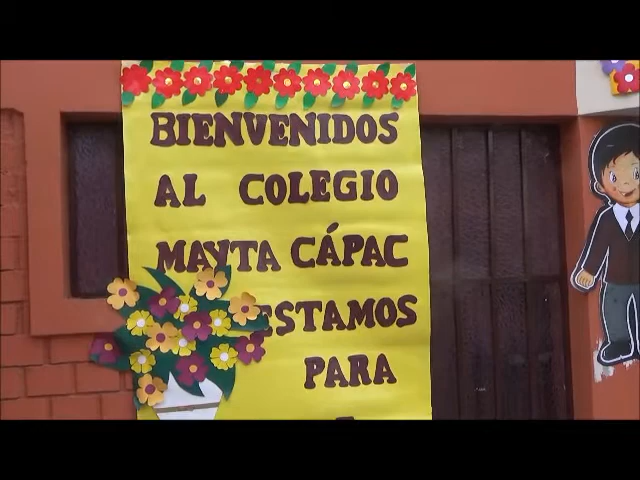 BIENVENIDOS
AL COLEGIO
MAYTA CÁPAC
ESTAMOS
PARA